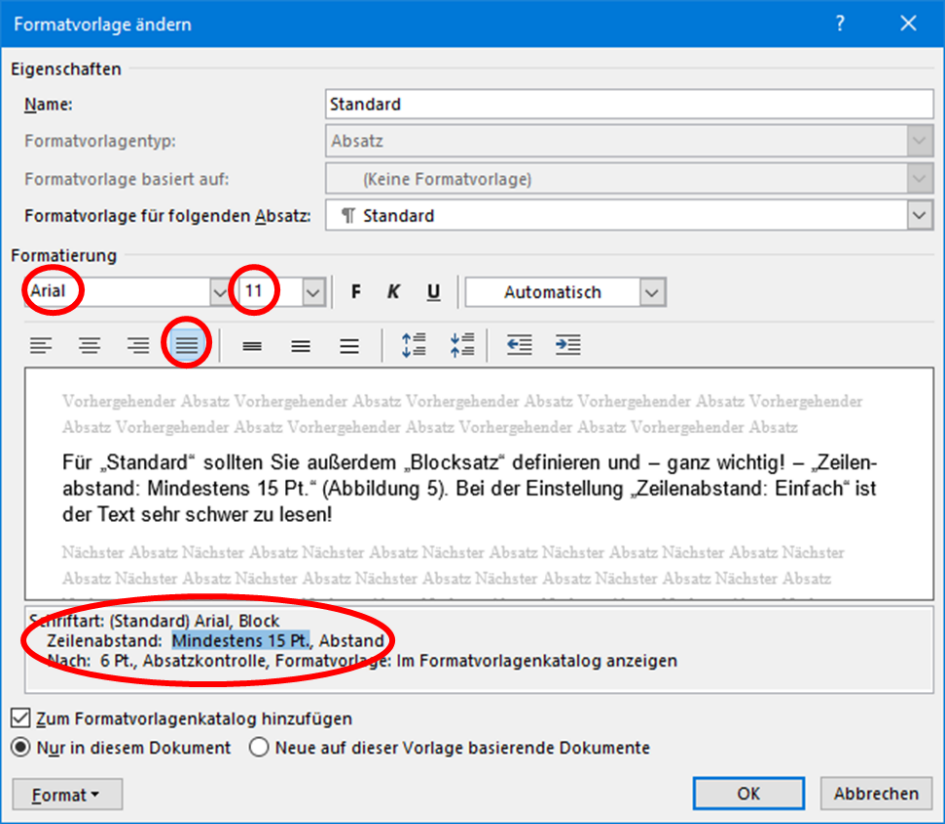 Formatvorlage ändern ?
Eigenschaften
Name: Standard
Formatvorlagentyp: Absatz
Formatvorlage basiert auf: (Keine Formatvorlage)
Formatvorlage für folgenden Absatz: ¶ Standard
Formatierung
Arial 11 F K U Automatisch
Vorhergehender Absatz Vorhergehender Absatz Vorhergehender Absatz Vorhergehender Absatz Vorhergehender
Absatz Vorhergehender Absatz Vorhergehender Absatz Vorhergehender Absatz Vorhergehender Absatz
Für „Standard“ sollten Sie außerdem „Blocksatz“ definieren und – ganz wichtig! – „Zeilen-
abstand: Mindestens 15 Pt.“ (Abbildung 5). Bei der Einstellung „Zeilenabstand: Einfach“ ist
der Text sehr schwer zu lesen!
Nächster Absatz Nächster Absatz Nächster Absatz Nächster Absatz Nächster Absatz Nächster Absatz Nächster
Absatz Nächster Absatz Nächster Absatz Nächster Absatz Nächster Absatz Nächster Absatz Nächster Absatz
Schriftart: (Standard) Arial, Block
Zeilenabstand: Mindestens 15 Pt., Abstand
Nach: 6 Pt., Absatzkontrolle, Formatvorlage: Im Formatvorlagenkatalog anzeigen
Zum Formatvorlagenkatalog hinzufügen
Nur in diesem Dokument Neue auf dieser Vorlage basierende Dokumente
Format OK Abbrechen